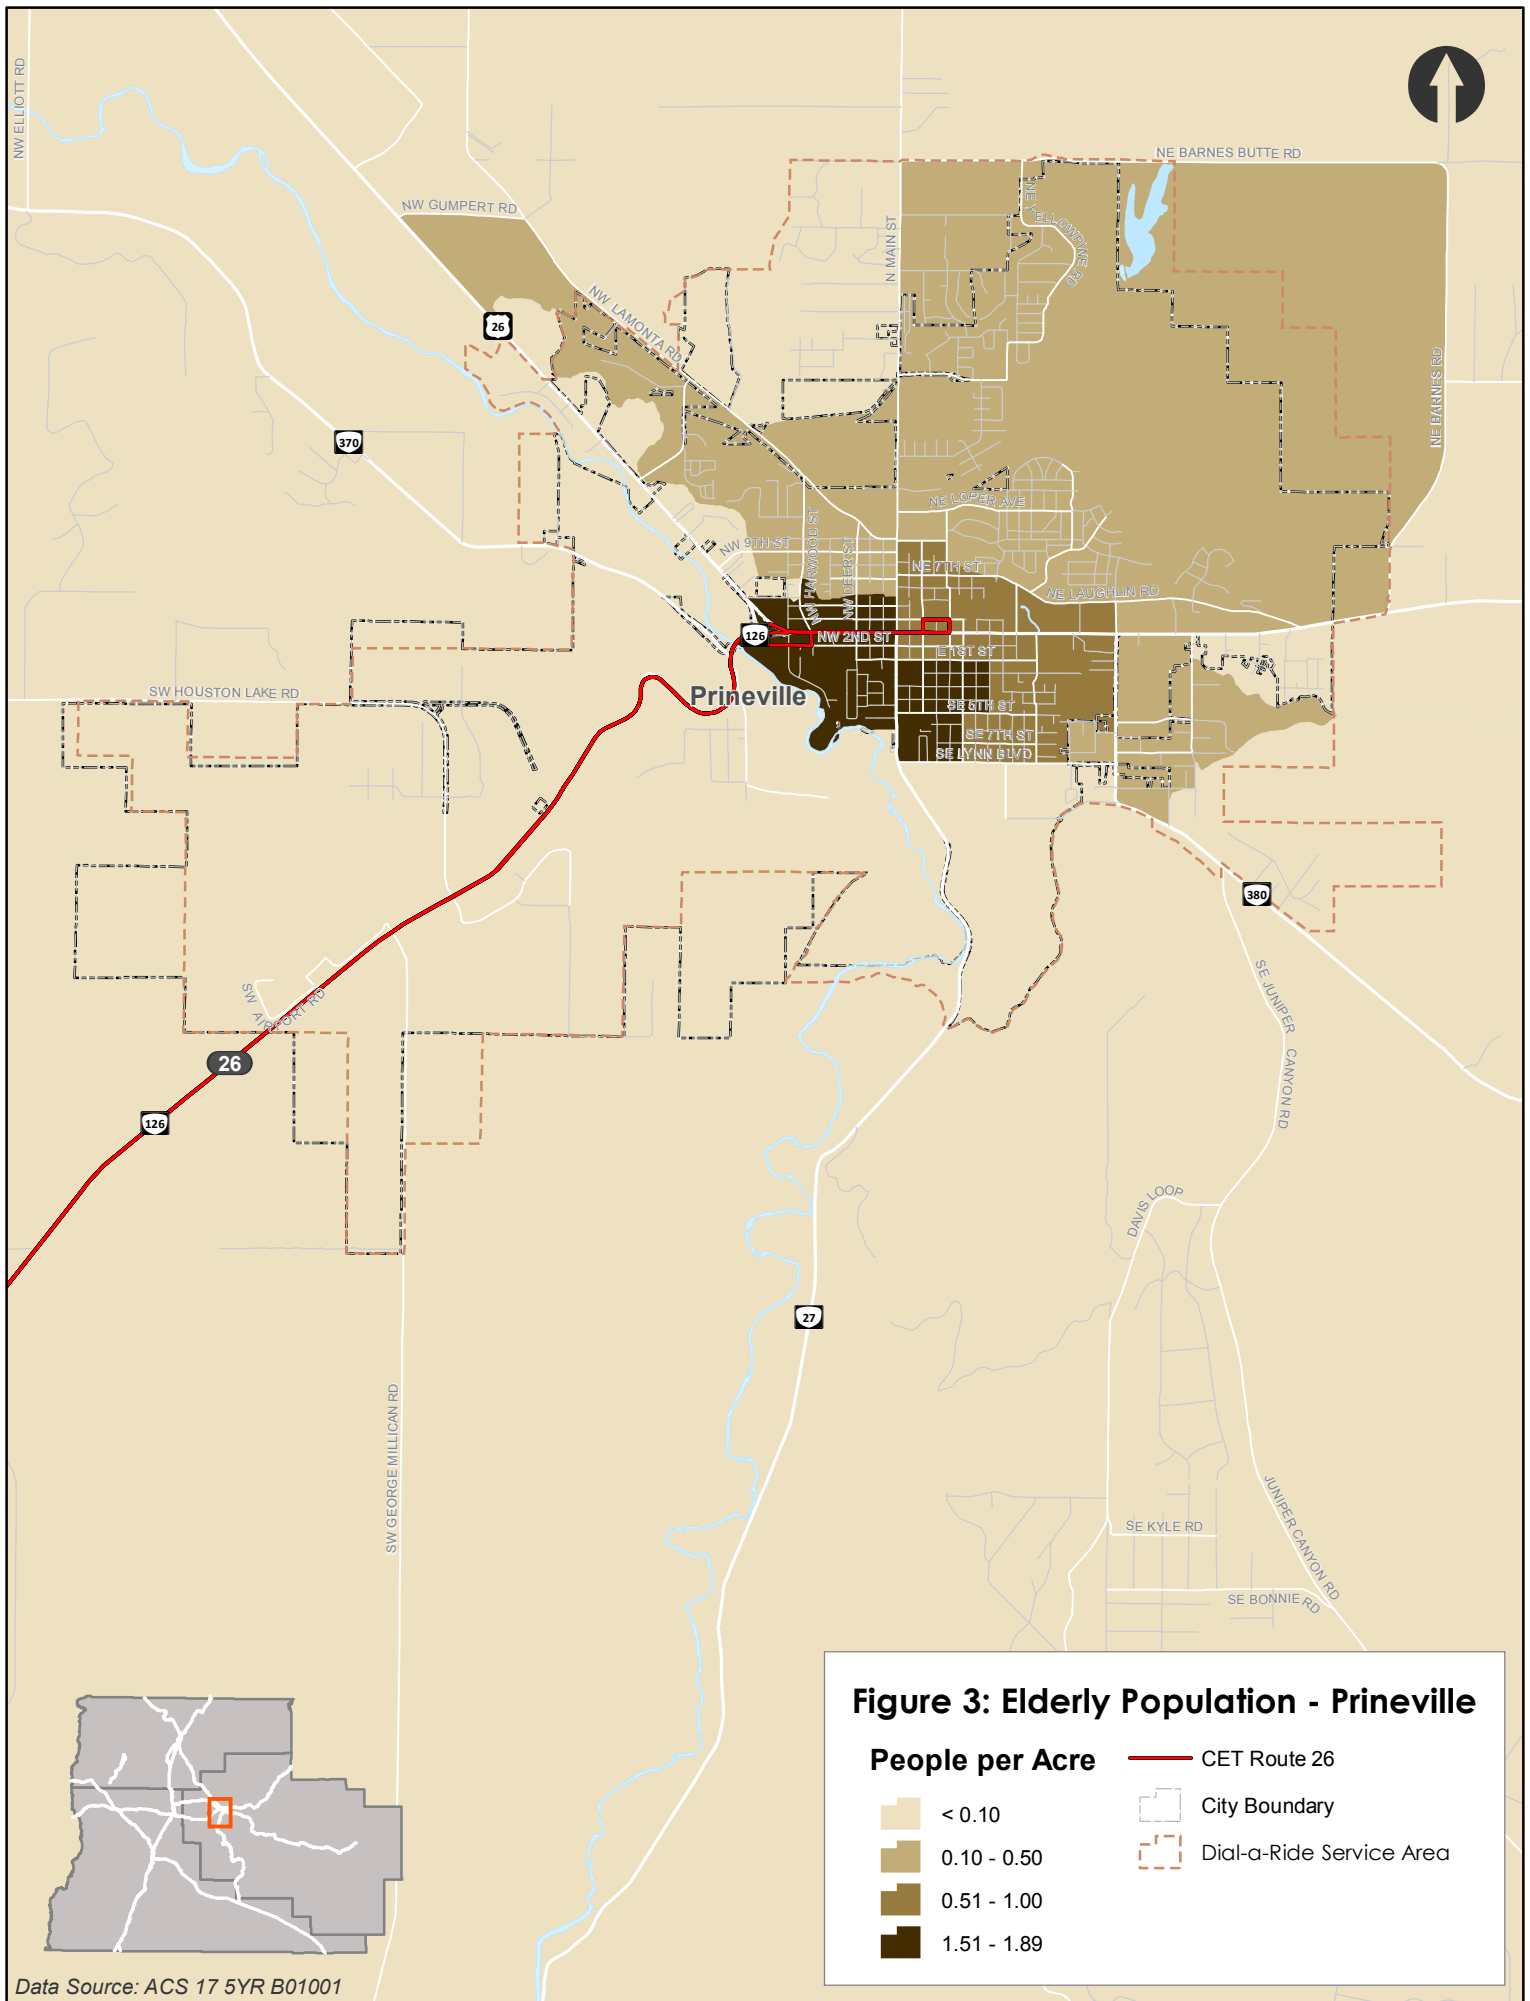 NW ELLIOTT RD
NE BARNES BUTTE RD
NW GUMPERT RD
NE YELLOWPINE RD
N MAIN ST
NW LAMONTA RD
26
NE BARNES RD
370
NE LOPER AVE
NW HARWOOD ST
NW DEER ST
NW 9TH ST
NE 7TH ST
NE LAUGHLIN RD
126
NW 2ND ST
E 1ST ST
Prineville
SW HOUSTON LAKE RD
SE 5TH ST
SE 7TH ST
SE LYNN BLVD
380
SW AIRPORT RD
SE JUNIPER CANYON RD
26
126
DAVIS LOOP
27
SW GEORGE MILLICAN RD
JUNIPER CANYON RD
SE KYLE RD
SE BONNIE RD
Figure 3: Elderly Population - Prineville
People per Acre
< 0.10
0.10 - 0.50
0.51 - 1.00
1.51 - 1.89
CET Route 26
City Boundary
Dial-a-Ride Service Area
Data Source: ACS 17 5YR B01001